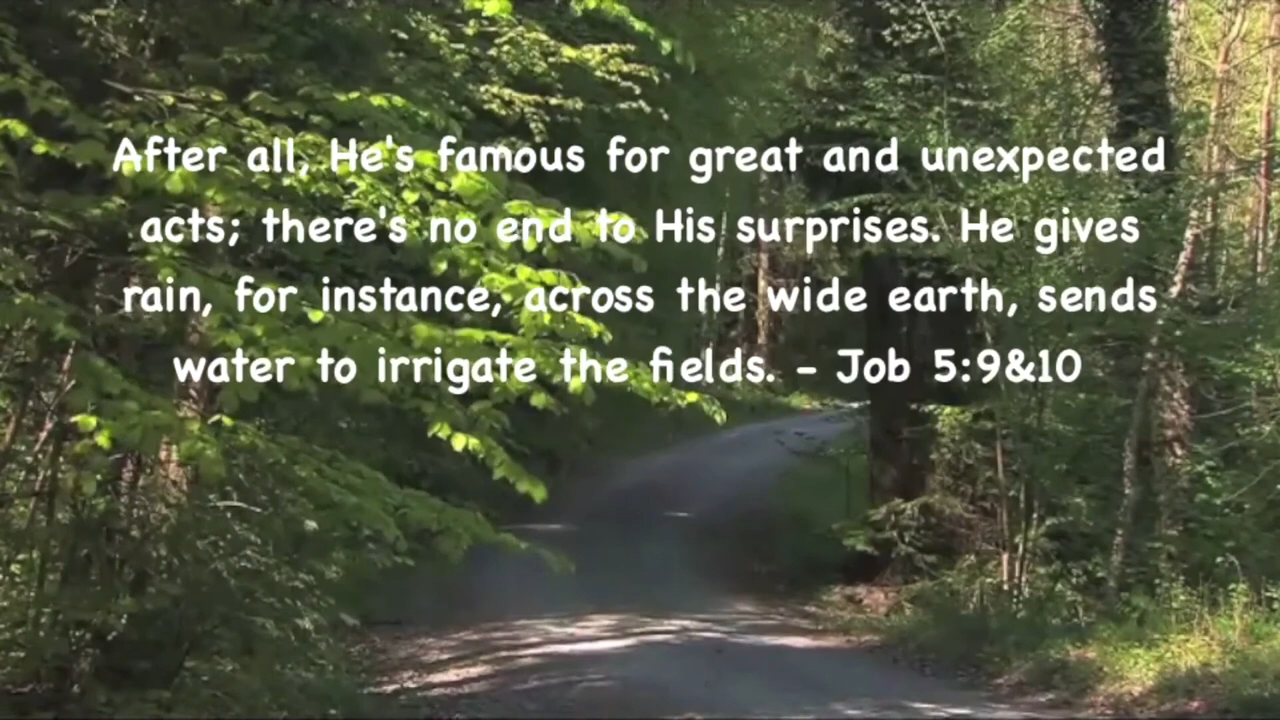 After all, He's famous for great and unexpected
acts; there's no end to His surprises. He gives
rain, for instance, across the wide earth, sends
water to irrigate the fields. - Job 5:9&10